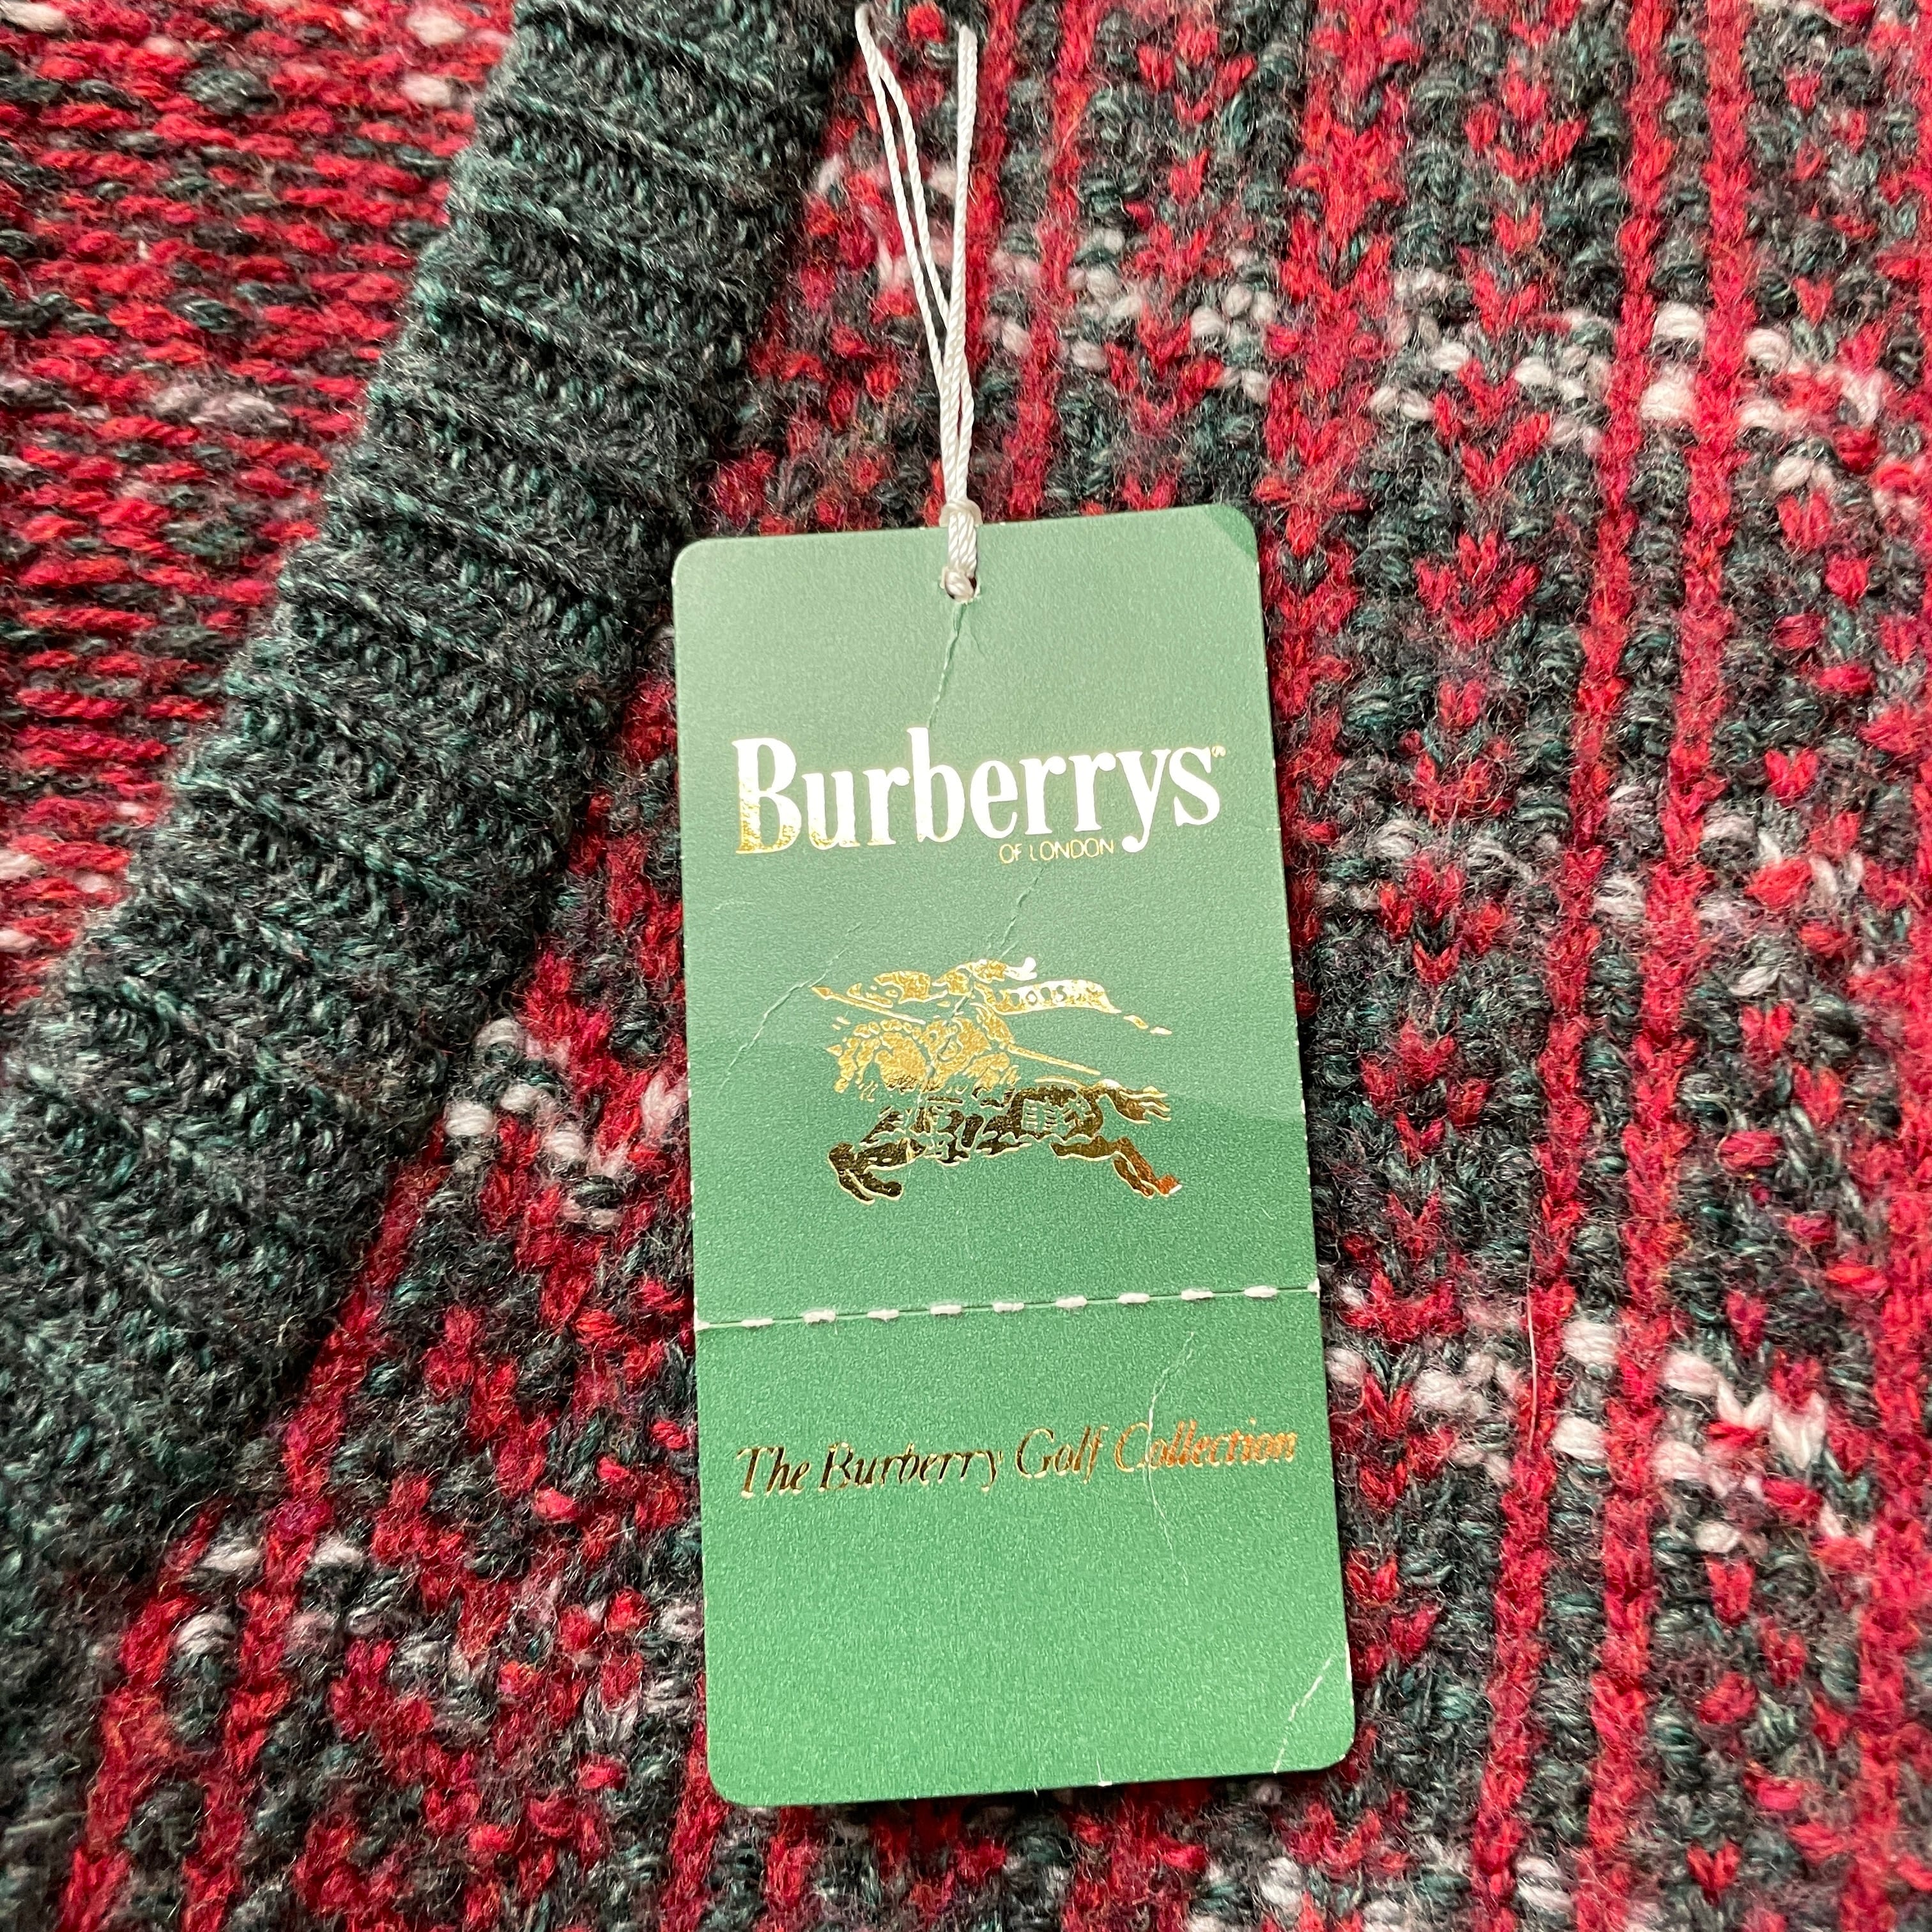 Burberrys
OF LONDON
The Burberry Golf Collection